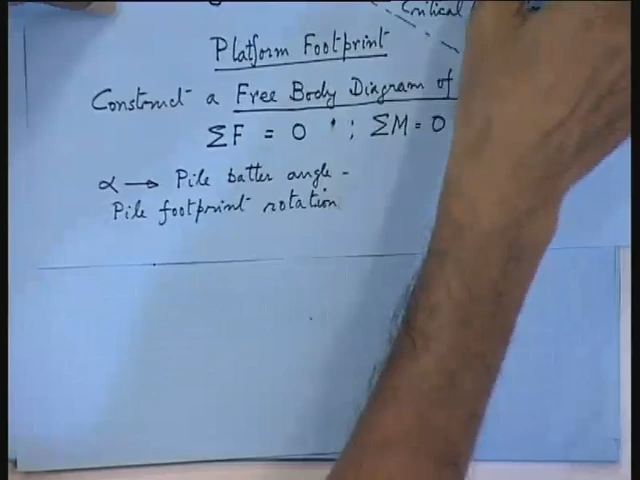 Critical
Platform Footprint
Construct a Free Body Diagram of
ΣF = 0 ; ΣM = 0
α → Pile batter angle -
Pile footprint rotation